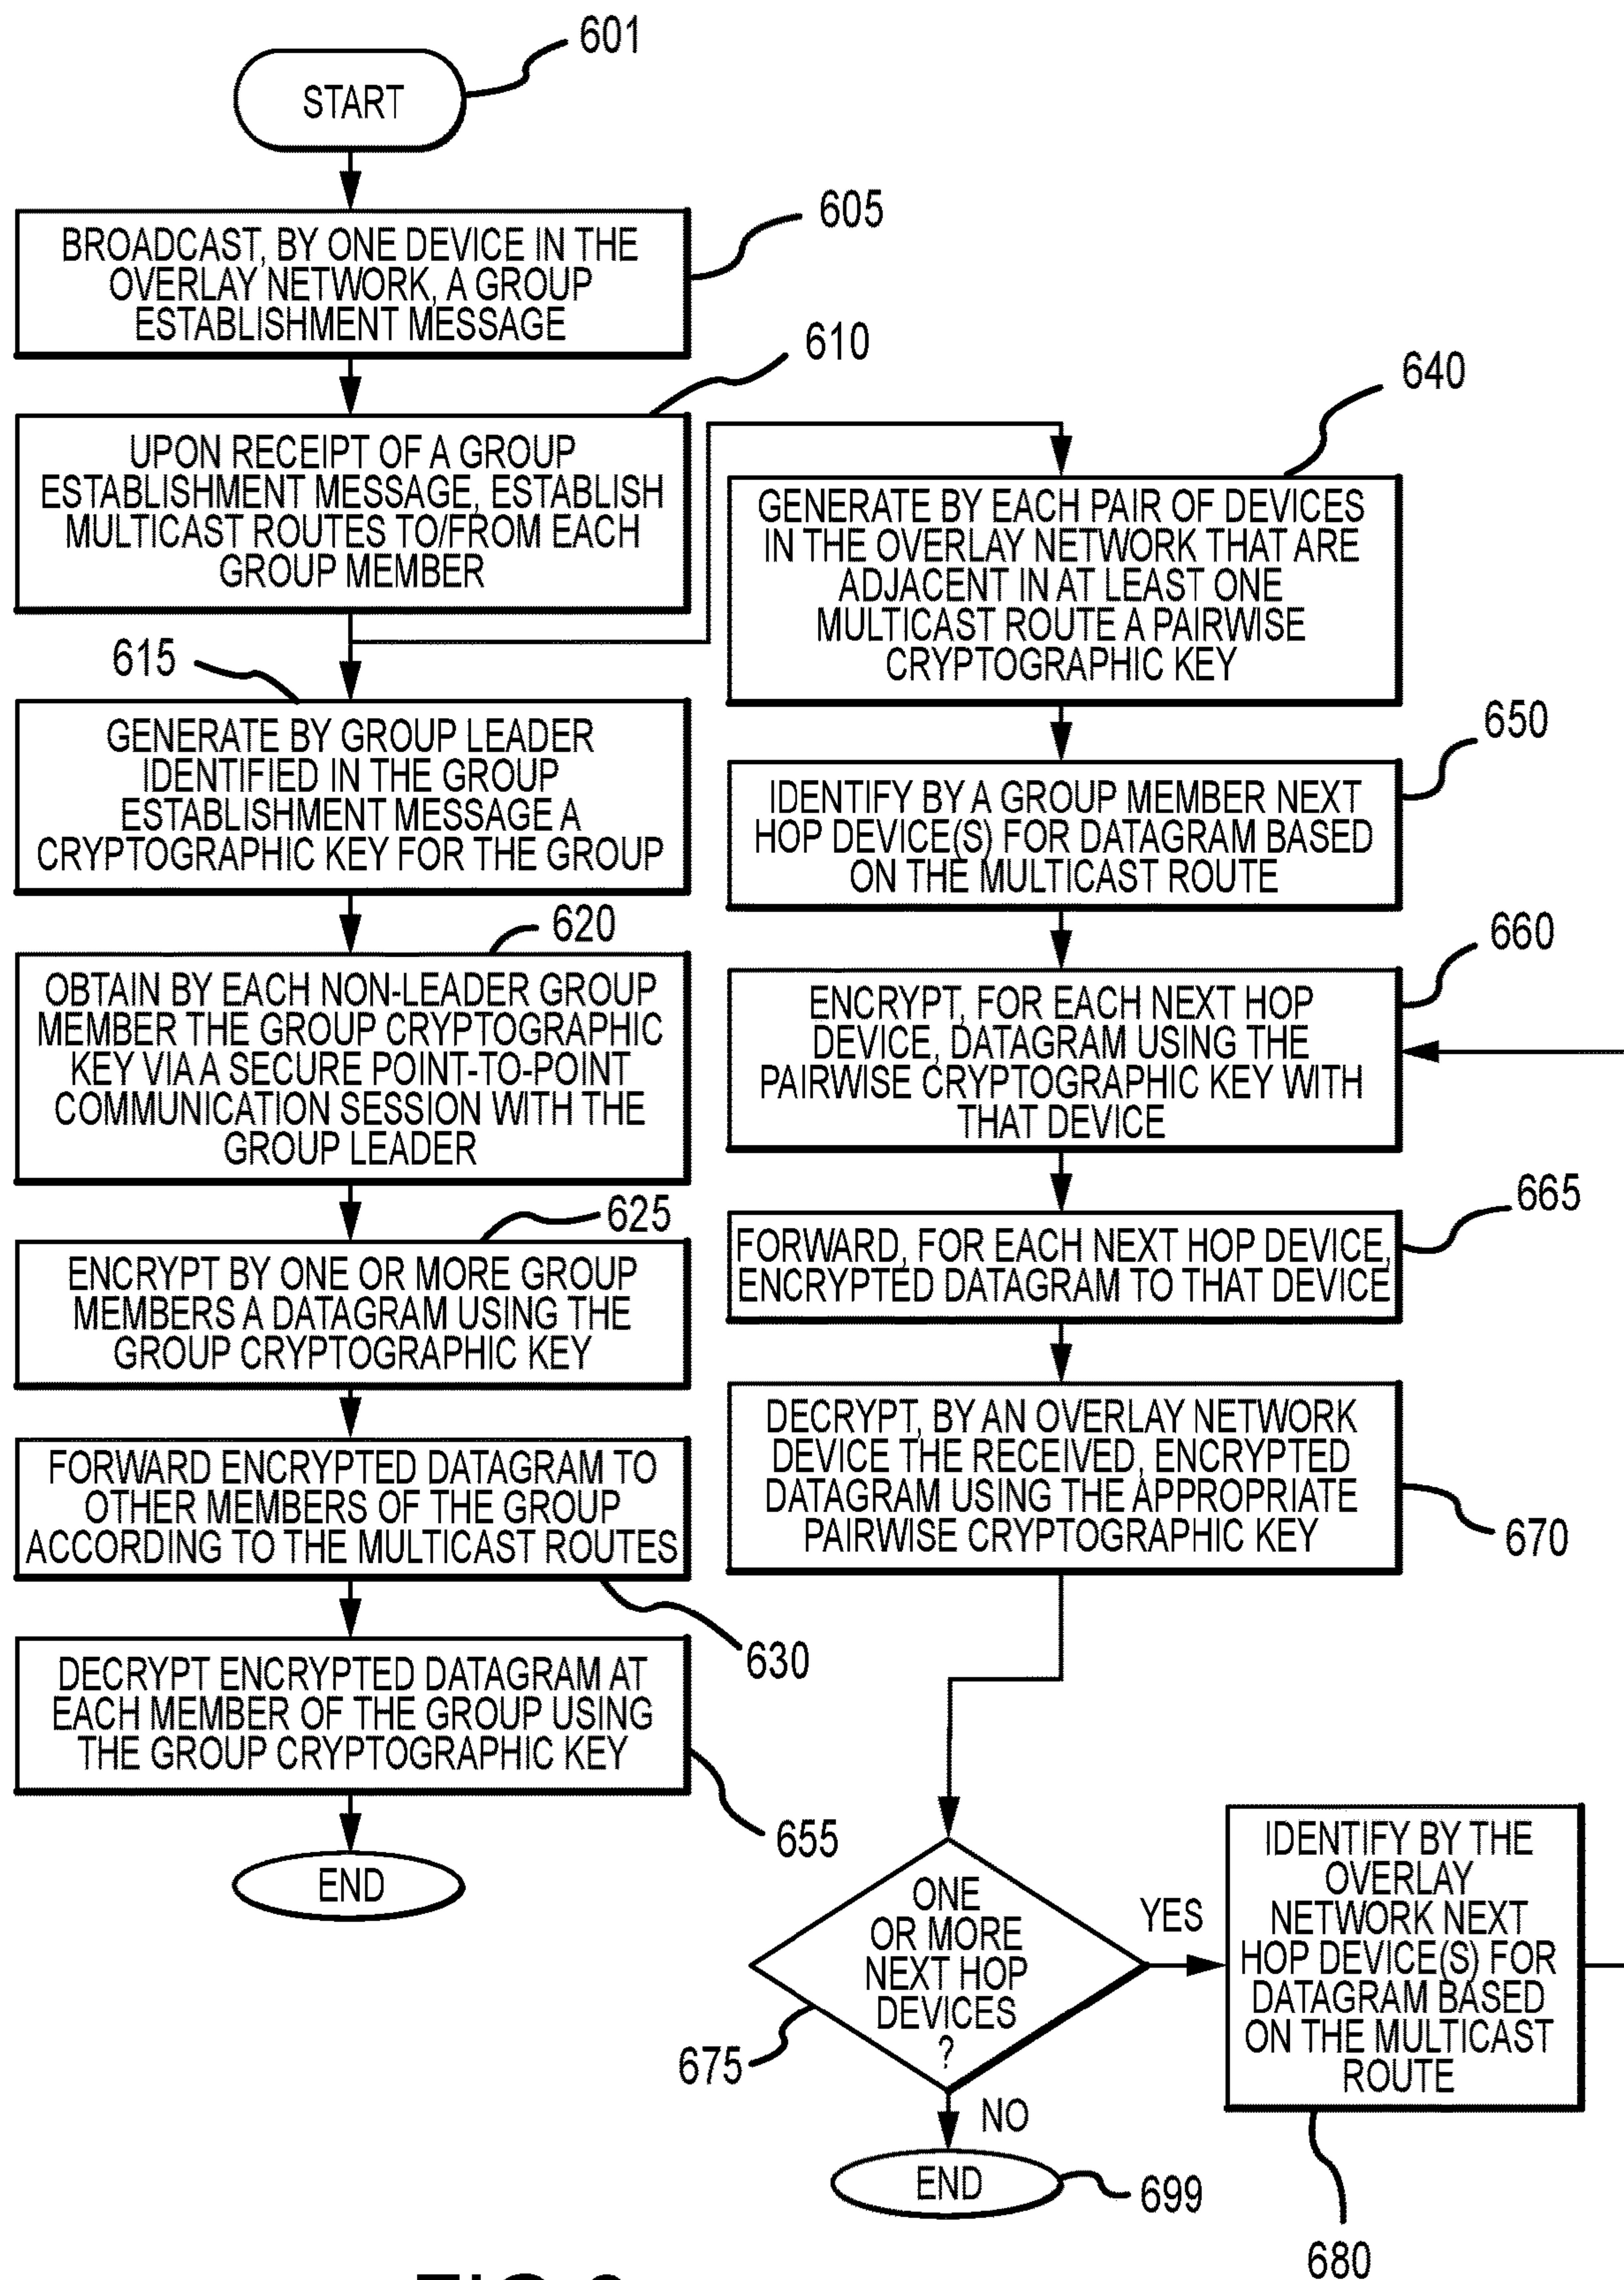 601
START
605
BROADCAST, BY ONE DEVICE IN THE
OVERLAY NETWORK, A GROUP
ESTABLISHMENT MESSAGE
610
UPON RECEIPT OF A GROUP
ESTABLISHMENT MESSAGE, ESTABLISH
MULTICAST ROUTES TO/FROM EACH
GROUP MEMBER
615
GENERATE BY GROUP LEADER
IDENTIFIED IN THE GROUP
ESTABLISHMENT MESSAGE A
CRYPTOGRAPHIC KEY FOR THE GROUP
620
OBTAIN BY EACH NON-LEADER GROUP
MEMBER THE GROUP CRYPTOGRAPHIC
KEY VIA A SECURE POINT-TO-POINT
COMMUNICATION SESSION WITH THE
GROUP LEADER
625
ENCRYPT BY ONE OR MORE GROUP
MEMBERS A DATAGRAM USING THE
GROUP CRYPTOGRAPHIC KEY
FORWARD ENCRYPTED DATAGRAM TO
OTHER MEMBERS OF THE GROUP
ACCORDING TO THE MULTICAST ROUTES
630
DECRYPT ENCRYPTED DATAGRAM AT
EACH MEMBER OF THE GROUP USING
THE GROUP CRYPTOGRAPHIC KEY
655
END
640
GENERATE BY EACH PAIR OF DEVICES
IN THE OVERLAY NETWORK THAT ARE
ADJACENT IN AT LEAST ONE
MULTICAST ROUTE A PAIRWISE
CRYPTOGRAPHIC KEY
650
IDENTIFY BY A GROUP MEMBER NEXT
HOP DEVICE(S) FOR DATAGRAM BASED
ON THE MULTICAST ROUTE
660
ENCRYPT, FOR EACH NEXT HOP
DEVICE, DATAGRAM USING THE
PAIRWISE CRYPTOGRAPHIC KEY WITH
THAT DEVICE
665
FORWARD, FOR EACH NEXT HOP DEVICE,
ENCRYPTED DATAGRAM TO THAT DEVICE
DECRYPT, BY AN OVERLAY NETWORK
DEVICE THE RECEIVED, ENCRYPTED
DATAGRAM USING THE APPROPRIATE
PAIRWISE CRYPTOGRAPHIC KEY
670
ONE
OR MORE
NEXT HOP
DEVICES
?
675
YES
NO
IDENTIFY BY THE
OVERLAY
NETWORK NEXT
HOP DEVICE(S) FOR
DATAGRAM BASED
ON THE MULTICAST
ROUTE
680
END
699